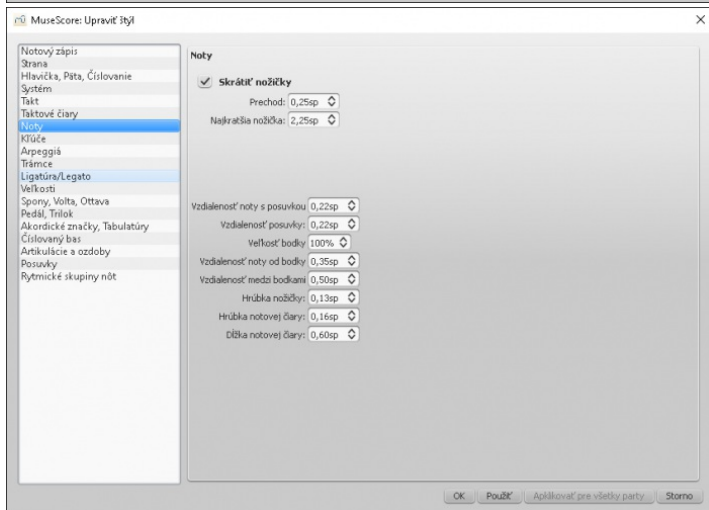 MuseScore: Upraviť štýl
Notový zápis
Strana
Hlavička, Päta, Číslovanie
Systém
Takt
Taktové čiary
Noty
Kľúče
Arpeggiá
Trámce
Ligatúra/Legato
Veľkosti
Spony, Volta, Ottava
Pedál, Trilok
Akordické značky, Tabulatúry
Číslovaný bas
Artikulácie a ozdoby
Posuvky
Rytmické skupiny nôt
Noty
Skrátiť nožičky
Prechod: 0,25sp
Najkratšia nožička: 2,25sp
Vzdialenosť noty s posuvkou 0,22sp
Vzdialenosť posuvky: 0,22sp
Veľkosť bodky 100%
Vzdialenosť noty od bodky 0,35sp
Vzdialenosť medzi bodkami 0,50sp
Hrúbka nožičky: 0,13sp
Hrúbka notovej čiary: 0,16sp
Dĺžka notovej čiary: 0,60sp
OK Použiť Aplikovať pre všetky party Storno